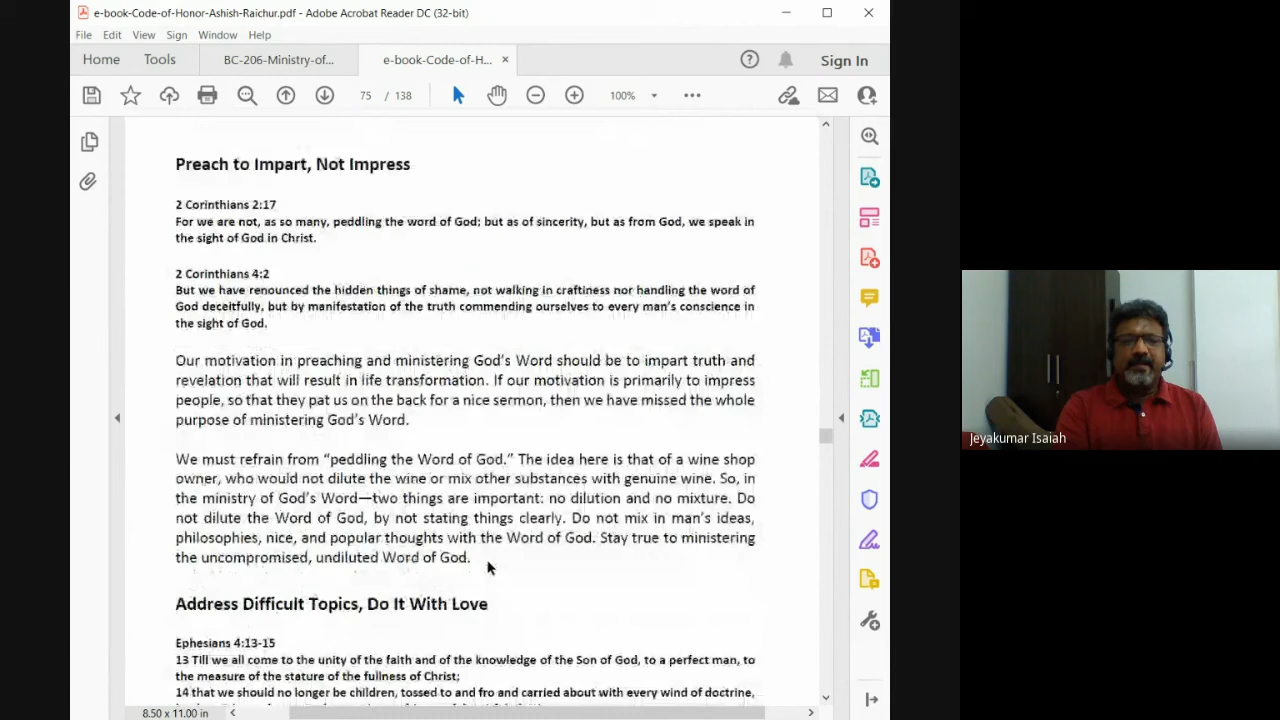 e-book-Code-of-Honor-Ashish-Raichur.pdf - Adobe Acrobat Reader DC (32-bit)
File Edit View Sign Window Help
Home Tools BC-206-Ministry-of... e-book-Code-of-H... × Sign In
75 / 138 100%
Preach to Impart, Not Impress
2 Corinthians 2:17
For we are not, as so many, peddling the word of God; but as of sincerity, but as from God, we speak in
the sight of God in Christ.
2 Corinthians 4:2
But we have renounced the hidden things of shame, not walking in craftiness nor handling the word of
God deceitfully, but by manifestation of the truth commending ourselves to every man's conscience in
the sight of God.
Our motivation in preaching and ministering God's Word should be to impart truth and
revelation that will result in life transformation. If our motivation is primarily to impress
people, so that they pat us on the back for a nice sermon, then we have missed the whole
purpose of ministering God's Word.
We must refrain from “peddling the Word of God.” The idea here is that of a wine shop
owner, who would not dilute the wine or mix other substances with genuine wine. So, in
the ministry of God's Word—two things are important: no dilution and no mixture. Do
not dilute the Word of God, by not stating things clearly. Do not mix in man's ideas,
philosophies, nice, and popular thoughts with the Word of God. Stay true to ministering
the uncompromised, undiluted Word of God.
Address Difficult Topics, Do It With Love
Ephesians 4:13-15
13 Till we all come to the unity of the faith and of the knowledge of the Son of God, to a perfect man, to
the measure of the stature of the fullness of Christ;
14 that we should no longer be children, tossed to and fro and carried about with every wind of doctrine,
8.50 x 11.00 in
Jeyakumar Isaiah